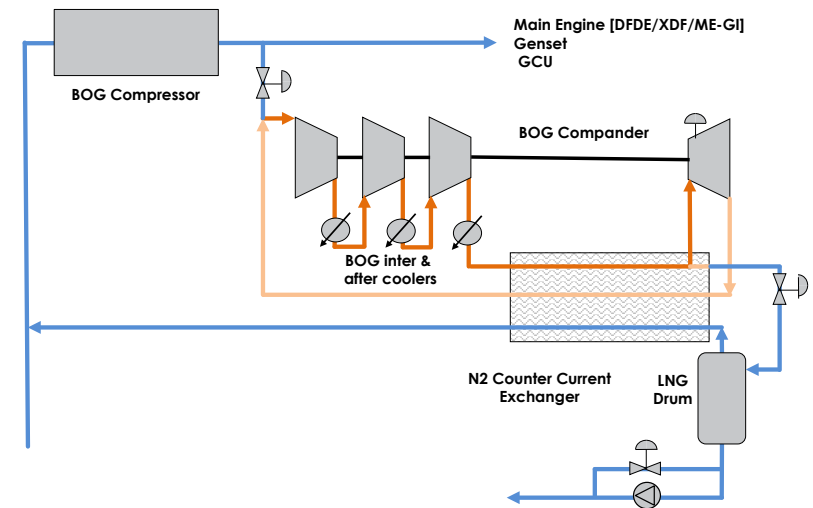 Main Engine [DFDE/XDF/ME-GI]
Genset
GCU
BOG Compressor
BOG Compander
BOG inter &
after coolers
N2 Counter Current
Exchanger
LNG
Drum